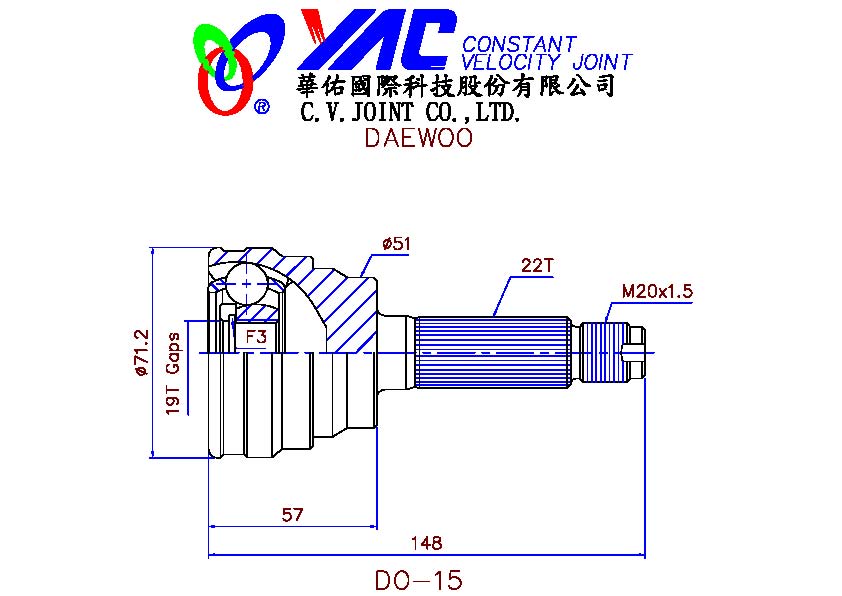 YAC CONSTANT
VELOCITY JOINT
華佑國際科技股份有限公司
C.V.JOINT CO.,LTD.
®
DAEWOO
ø51
22T
M20x1.5
F3
ø71.2
19T Gaps
57
148
DO-15